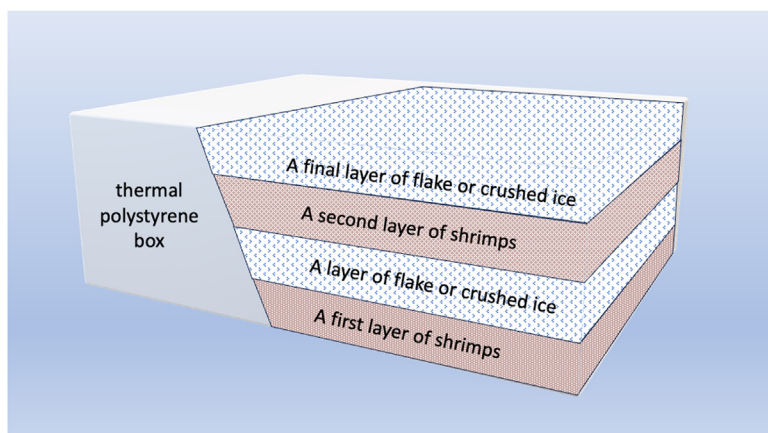 A final layer of flake or crushed ice
thermal
polystyrene
box
A second layer of shrimps
A layer of flake or crushed ice
A first layer of shrimps